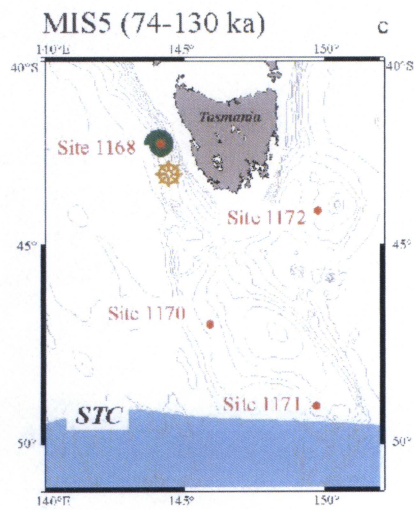 MIS5 (74-130 ka) c
140°E 145° 150°
40°S 40°S
Tasmania
Site 1168
Site 1172
45° 45°
Site 1170
Site 1171
STC
50° 50°
140°E 145° 150°